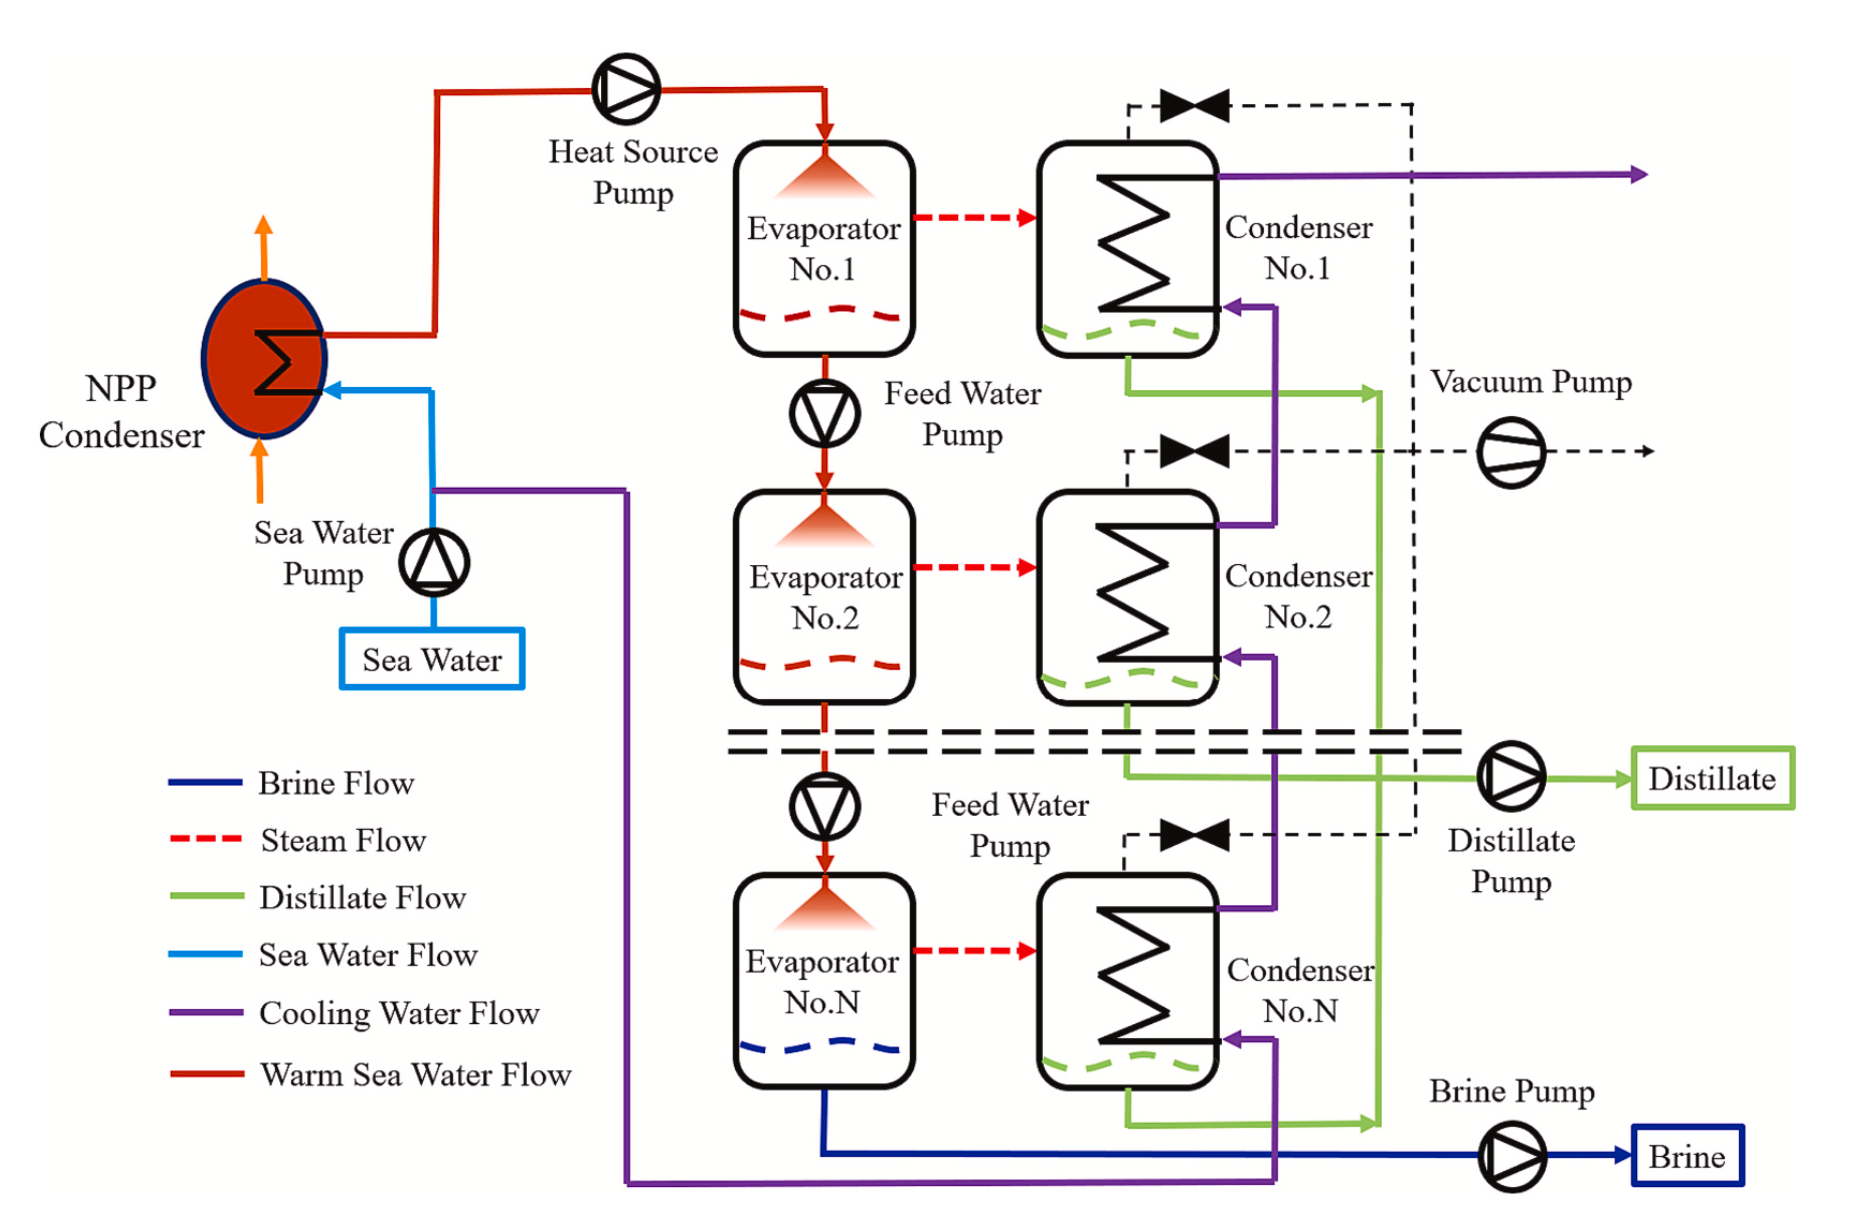 Heat Source
Pump
Evaporator
No.1
Condenser
No.1
NPP
Condenser
Feed Water
Pump
Vacuum Pump
Sea Water
Pump
Sea Water
Evaporator
No.2
Condenser
No.2
Distillate
Distillate
Pump
Feed Water
Pump
Evaporator
No.N
Condenser
No.N
Brine Pump
Brine
Brine Flow
Steam Flow
Distillate Flow
Sea Water Flow
Cooling Water Flow
Warm Sea Water Flow